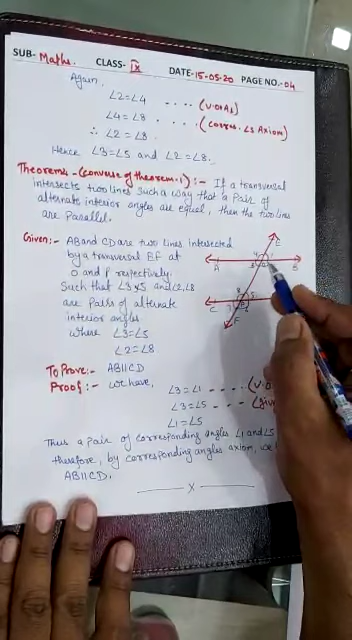 SUB- Maths. CLASS- IX DATE-15-05-20 PAGE NO.-04
Again,
∠2=∠4 .... (V.O.A.s)
∠4=∠8 .... (Corres. ∠s Axiom)
∴ ∠2=∠8.
Hence ∠3=∠5 and ∠2=∠8.
Theorem:- (converse of theorem-1):- If a transversal
intersects two lines such a way that a pair of
alternate interior angles are equal, then the two lines
are parallel.
Given:- AB and CD are two lines intersected
by a transversal EF at
O and P respectively.
Such that ∠3,∠5 and ∠2,∠8
are pairs of alternate
interior angles
where ∠3=∠5
∠2=∠8
E
A B
C
F
To Prove:- AB||CD
Proof:- we have,
∠3=∠1 ---- (V.O
∠3=∠5 ---- (given
∠1=∠5
Thus a pair of corresponding angles ∠1 and ∠5
therefore, by corresponding angles axiom, we
AB||CD.
x